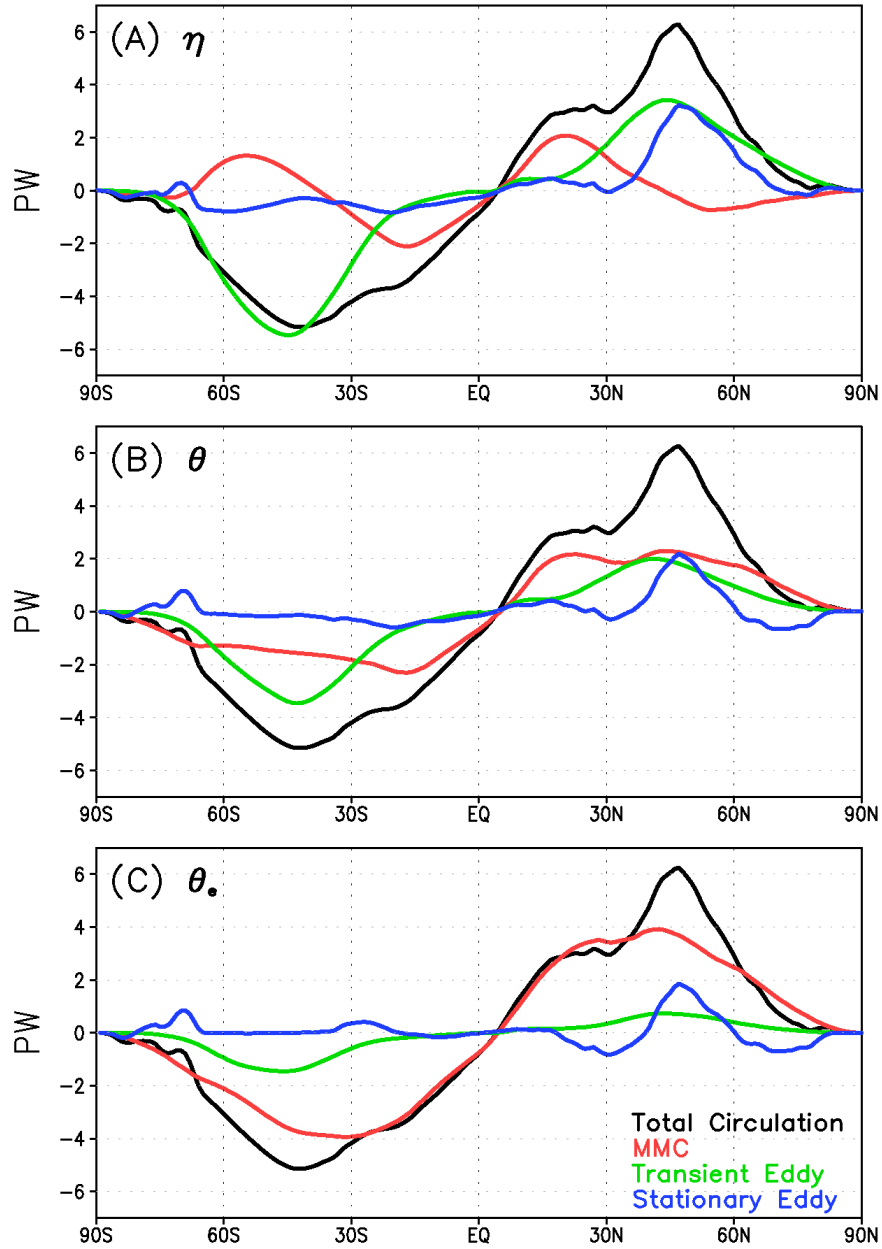 (A) η
PW
6
4
2
0
−2
−4
−6
90S 60S 30S EQ 30N 60N 90N
(B) θ
PW
6
4
2
0
−2
−4
−6
90S 60S 30S EQ 30N 60N 90N
(C) θe
PW
6
4
2
0
−2
−4
−6
Total Circulation
MMC
Transient Eddy
Stationary Eddy
90S 60S 30S EQ 30N 60N 90N